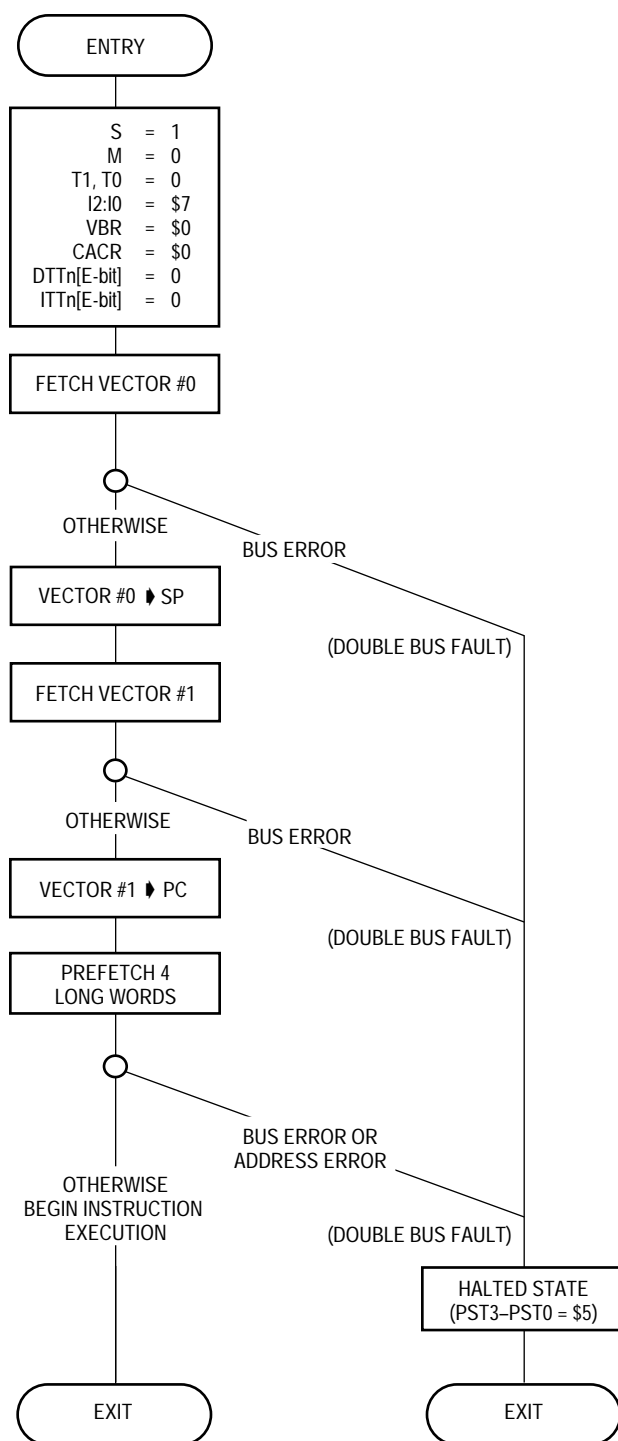 ENTRY
S = 1
M = 0
T1, T0 = 0
I2:I0 = $7
VBR = $0
CACR = $0
DTTn[E-bit] = 0
ITTn[E-bit] = 0
FETCH VECTOR #0
OTHERWISE
BUS ERROR
VECTOR #0 ➧ SP
(DOUBLE BUS FAULT)
FETCH VECTOR #1
OTHERWISE
BUS ERROR
VECTOR #1 ➧ PC
(DOUBLE BUS FAULT)
PREFETCH 4
LONG WORDS
BUS ERROR OR
ADDRESS ERROR
OTHERWISE
BEGIN INSTRUCTION
EXECUTION
(DOUBLE BUS FAULT)
HALTED STATE
(PST3–PST0 = $5)
EXIT
EXIT